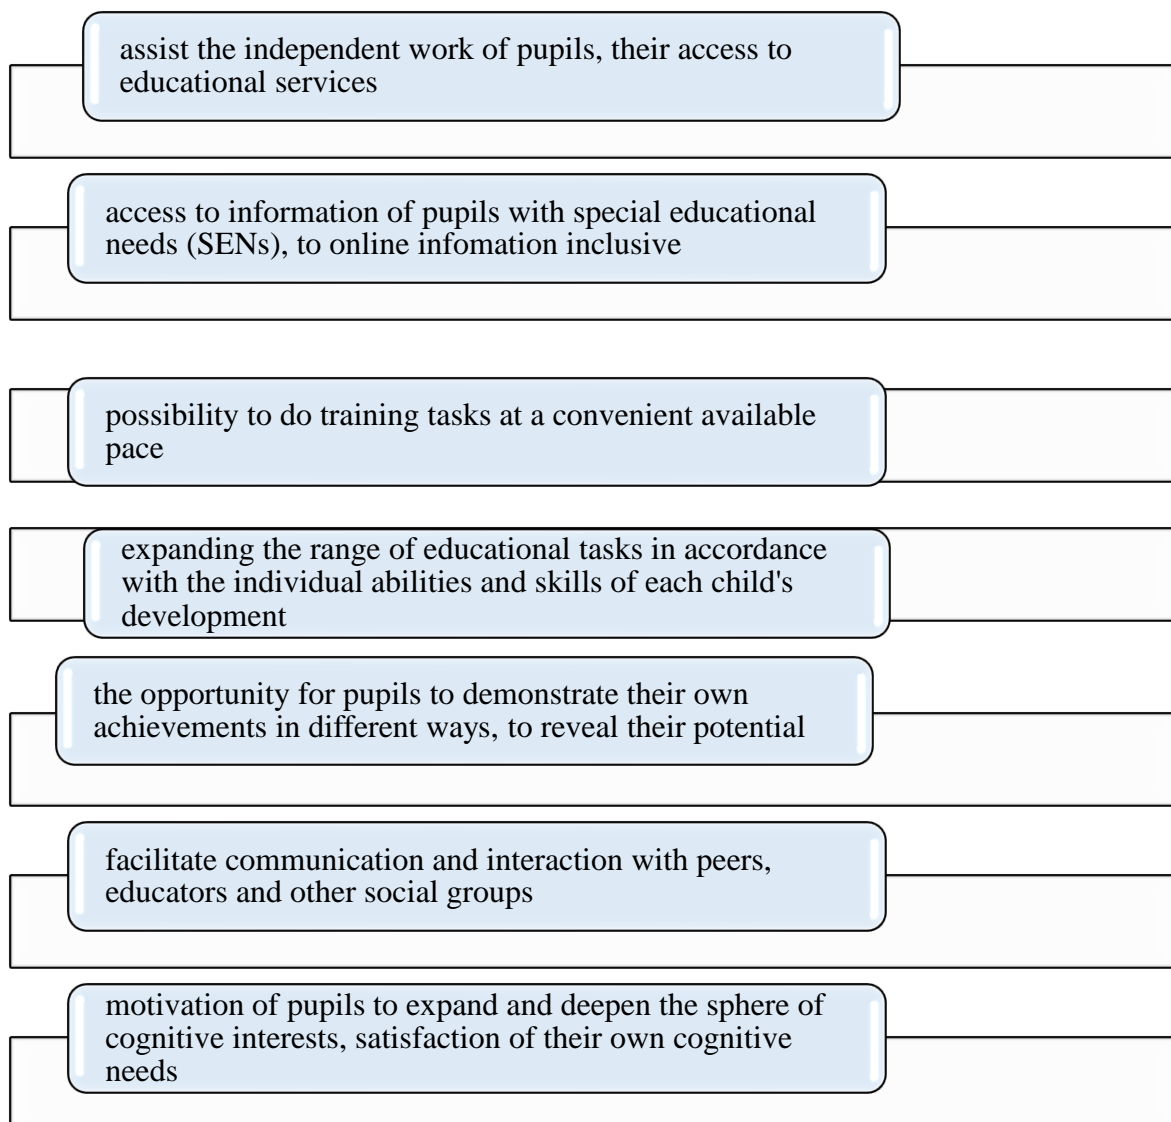 assist the independent work of pupils, their access to
educational services
access to information of pupils with special educational
needs (SENs), to online infomation inclusive
possibility to do training tasks at a convenient available
pace
expanding the range of educational tasks in accordance
with the individual abilities and skills of each child's
development
the opportunity for pupils to demonstrate their own
achievements in different ways, to reveal their potential
facilitate communication and interaction with peers,
educators and other social groups
motivation of pupils to expand and deepen the sphere of
cognitive interests, satisfaction of their own cognitive
needs